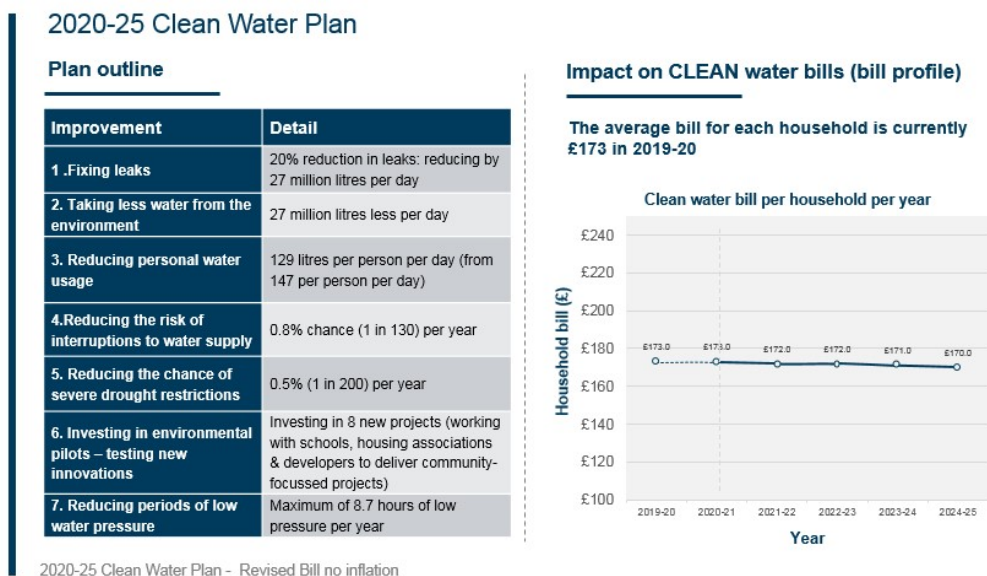 2020-25 Clean Water Plan
Plan outline
Improvement Detail
1 .Fixing leaks
20% reduction in leaks: reducing by
27 million litres per day
2. Taking less water from the
environment
27 million litres less per day
3. Reducing personal water
usage
129 litres per person per day (from
147 per person per day)
4.Reducing the risk of
interruptions to water supply
0.8% chance (1 in 130) per year
5. Reducing the chance of
severe drought restrictions
0.5% (1 in 200) per year
6. Investing in environmental
pilots – testing new
innovations
Investing in 8 new projects (working
with schools, housing associations
& developers to deliver community-
focussed projects)
7. Reducing periods of low
water pressure
Maximum of 8.7 hours of low
pressure per year
2020-25 Clean Water Plan - Revised Bill no inflation
Impact on CLEAN water bills (bill profile)
The average bill for each household is currently
£173 in 2019-20
Clean water bill per household per year
Household bill (£)
£240
£220
£200
£180
£160
£140
£120
£100
£173.0 £173.0 £172.0 £172.0 £171.0 £170.0
2019-20 2020-21 2021-22 2022-23 2023-24 2024-25
Year